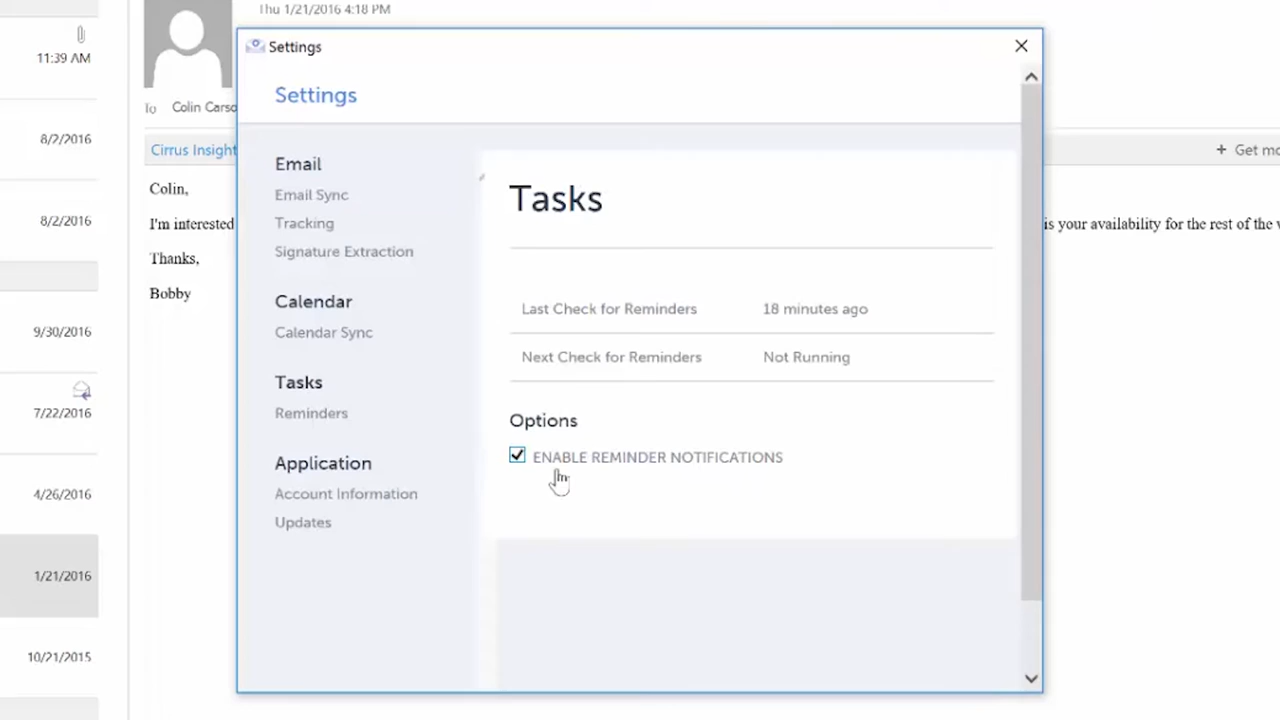 Thu 1/21/2016 4:18 PM
11:39 AM
8/2/2016
8/2/2016
9/30/2016
7/22/2016
4/26/2016
1/21/2016
10/21/2015
To Colin Carso
Cirrus Insight
+ Get mo
Colin,
I'm interested
is your availability for the rest of the
Thanks,
Bobby
Settings
Settings
Email
Email Sync
Tracking
Signature Extraction
Calendar
Calendar Sync
Tasks
Reminders
Application
Account Information
Updates
Tasks
Last Check for Reminders 18 minutes ago
Next Check for Reminders Not Running
Options
ENABLE REMINDER NOTIFICATIONS